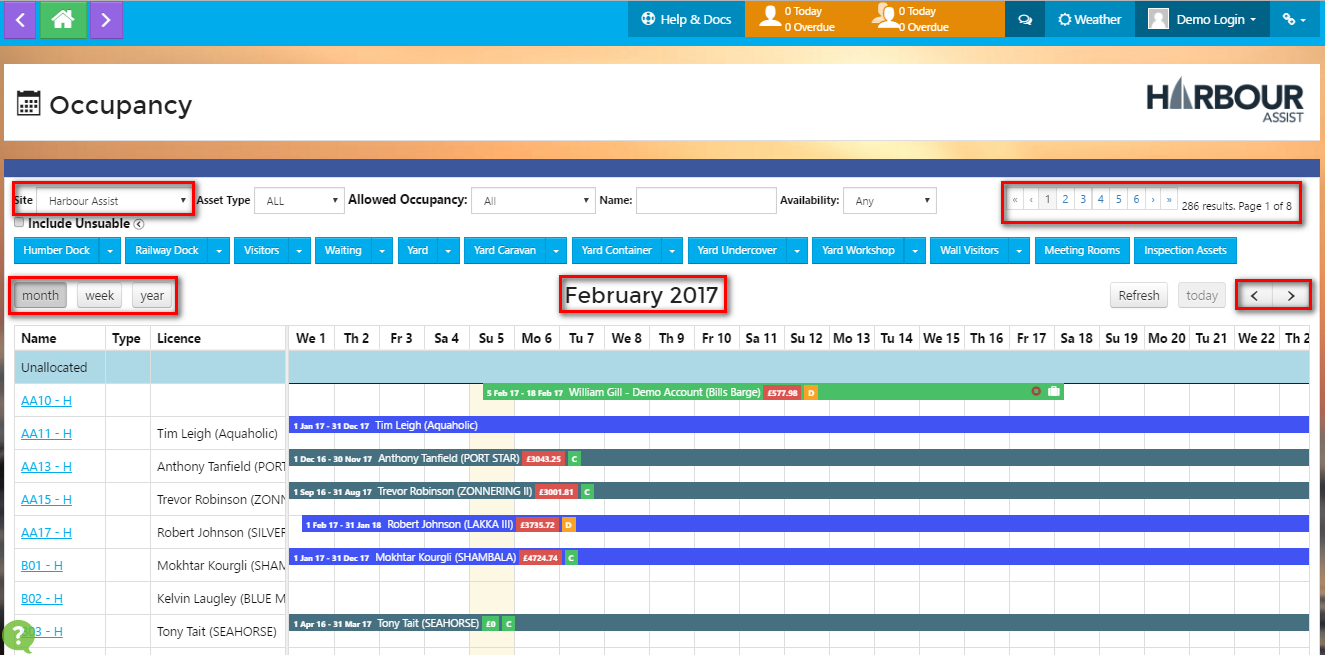 Help & Docs
0 Today
0 Overdue
0 Today
0 Overdue
Weather
Demo Login
Occupancy
HARBOUR
ASSIST
Site Harbour Assist Asset Type ALL Allowed Occupancy: All Name: Availability: Any « ‹ 1 2 3 4 5 6 › » 286 results. Page 1 of 8
Include Unsuable
Humber Dock Railway Dock Visitors Waiting Yard Yard Caravan Yard Container Yard Undercover Yard Workshop Wall Visitors Meeting Rooms Inspection Assets
month week year February 2017 Refresh today < >
Name Type Licence We 1 Th 2 Fr 3 Sa 4 Su 5 Mo 6 Tu 7 We 8 Th 9 Fr 10 Sa 11 Su 12 Mo 13 Tu 14 We 15 Th 16 Fr 17 Sa 18 Su 19 Mo 20 Tu 21 We 22 Th 2
Unallocated
AA10 - H 5 Feb 17 - 18 Feb 17 William Gill - Demo Account (Bills Barge) £577.98 D
AA11 - H Tim Leigh (Aquaholic) 1 Jan 17 - 31 Dec 17 Tim Leigh (Aquaholic)
AA13 - H Anthony Tanfield (PORT 1 Dec 16 - 30 Nov 17 Anthony Tanfield (PORT STAR) £3043.25 C
AA15 - H Trevor Robinson (ZONN 1 Sep 16 - 31 Aug 17 Trevor Robinson (ZONNERING II) £3001.81 C
AA17 - H Robert Johnson (SILVER 1 Feb 17 - 31 Jan 18 Robert Johnson (LAKKA III) £3735.72 D
B01 - H Mokhtar Kourgli (SHAM 1 Jan 17 - 31 Dec 17 Mokhtar Kourgli (SHAMBALA) £4724.74 C
B02 - H Kelvin Laugley (BLUE M
03 - H Tony Tait (SEAHORSE) 1 Apr 16 - 31 Mar 17 Tony Tait (SEAHORSE) £0 C
?